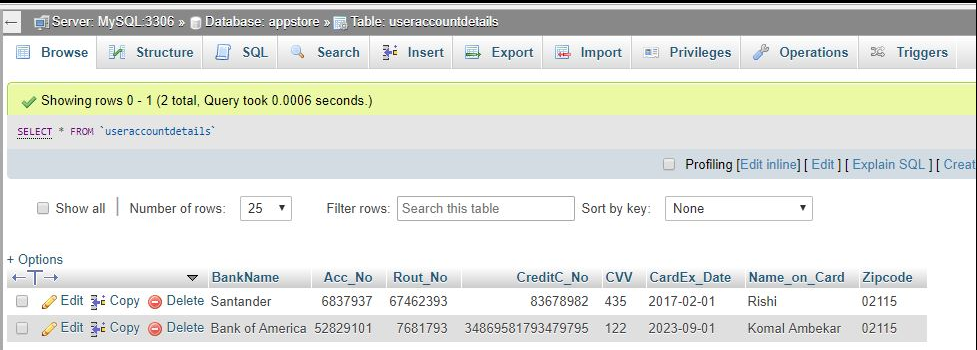 Server: MySQL:3306 » Database: appstore » Table: useraccountdetails
Browse Structure SQL Search Insert Export Import Privileges Operations Triggers
Showing rows 0 - 1 (2 total, Query took 0.0006 seconds.)
SELECT * FROM `useraccountdetails`
Profiling [Edit inline] [ Edit ] [ Explain SQL ] [ Creat
Show all Number of rows: 25 Filter rows: Search this table Sort by key: None
+ Options
BankName Acc_No Rout_No CreditC_No CVV CardEx_Date Name_on_Card Zipcode
Edit Copy Delete Santander 6837937 67462393 83678982 435 2017-02-01 Rishi 02115
Edit Copy Delete Bank of America 52829101 7681793 34869581793479795 122 2023-09-01 Komal Ambekar 02115